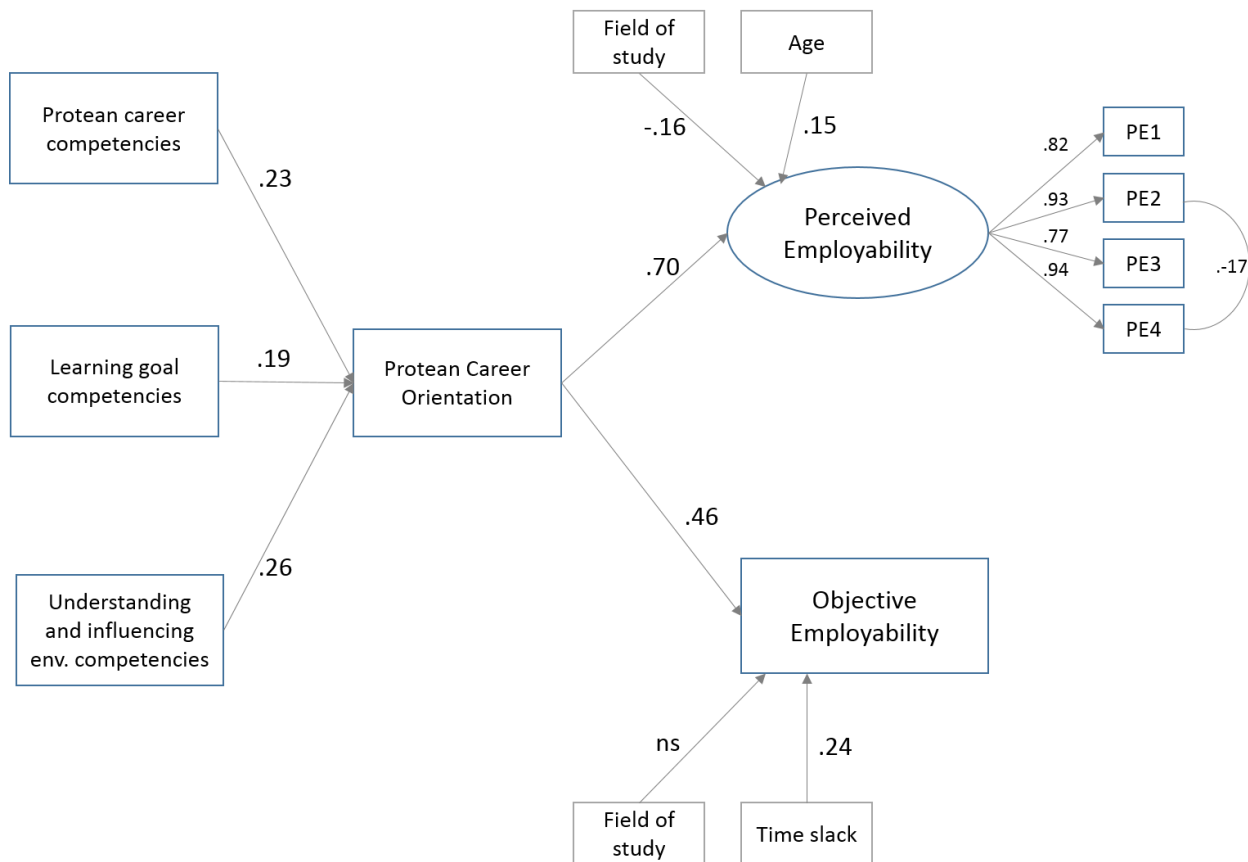 Field of
study
Age
Protean career
competencies
-.16
.15
PE1
.82
.23
PE2
.93
Perceived
Employability
.77
PE3
.-17
.70
.94
PE4
.19
Learning goal
competencies
Protean Career
Orientation
.46
.26
Understanding
and influencing
env. competencies
Objective
Employability
ns
.24
Field of
study
Time slack